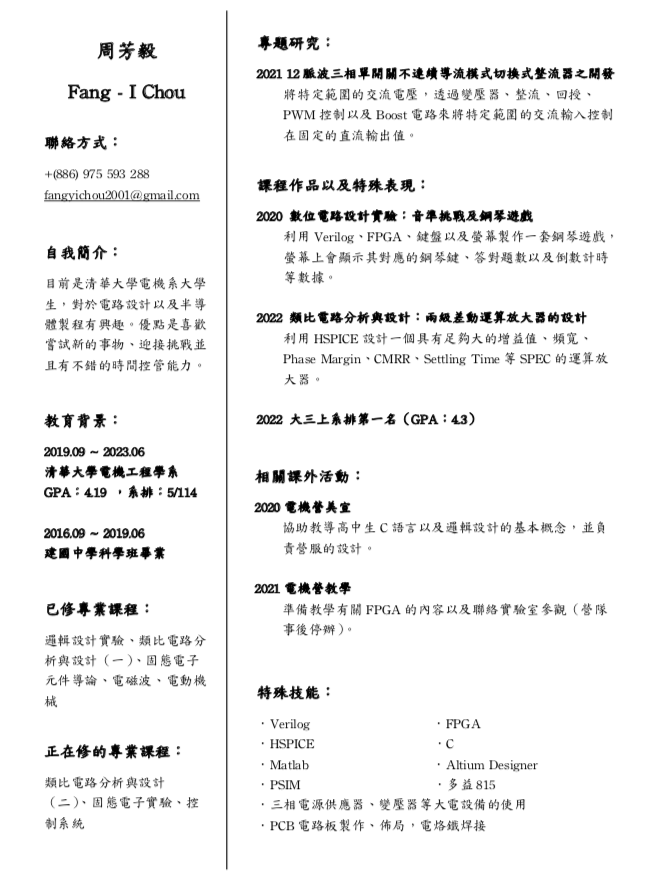 周芳毅
Fang - I Chou
聯絡方式：
+(886) 975 593 288
fangyichou2001@gmail.com
自我簡介：
目前是清華大學電機系大學
生，對於電路設計以及半導
體製程有興趣。優點是喜歡
嘗試新的事物、迎接挑戰並
且有不錯的時間控管能力。
教育背景：
2019.09 ~ 2023.06
清華大學電機工程學系
GPA：4.19 ，系排：5/114
2016.09 ~ 2019.06
建國中學科學班畢業
已修專業課程：
邏輯設計實驗、類比電路分
析與設計（一）、固態電子
元件導論、電磁波、電動機
械
正在修的專業課程：
類比電路分析與設計
（二）、固態電子實驗、控
制系統
專題研究：
2021 12 脈波三相單開關不連續導流模式切換式整流器之開發
將特定範圍的交流電壓，透過變壓器、整流、回授、
PWM 控制以及 Boost 電路來將特定範圍的交流輸入控制
在固定的直流輸出值。
課程作品以及特殊表現：
2020 數位電路設計實驗：音準挑戰及鋼琴遊戲
利用 Verilog、FPGA、鍵盤以及螢幕製作一套鋼琴遊戲，
螢幕上會顯示其對應的鋼琴鍵、答對題數以及倒數計時
等數據。
2022 類比電路分析與設計：兩級差動運算放大器的設計
利用 HSPICE 設計一個具有足夠大的增益值、頻寬、
Phase Margin、CMRR、Settling Time 等 SPEC 的運算放
大器。
2022 大三上系排第一名（GPA：4.3）
相關課外活動：
2020 電機營美宣
協助教導高中生 C 語言以及邏輯設計的基本概念，並負
責營服的設計。
2021 電機營教學
準備教學有關 FPGA 的內容以及聯絡實驗室參觀（營隊
事後停辦）。
特殊技能：
・Verilog ・FPGA
・HSPICE ・C
・Matlab ・Altium Designer
・PSIM ・多益 815
・三相電源供應器、變壓器等大電設備的使用
・PCB 電路板製作、佈局，電烙鐵焊接